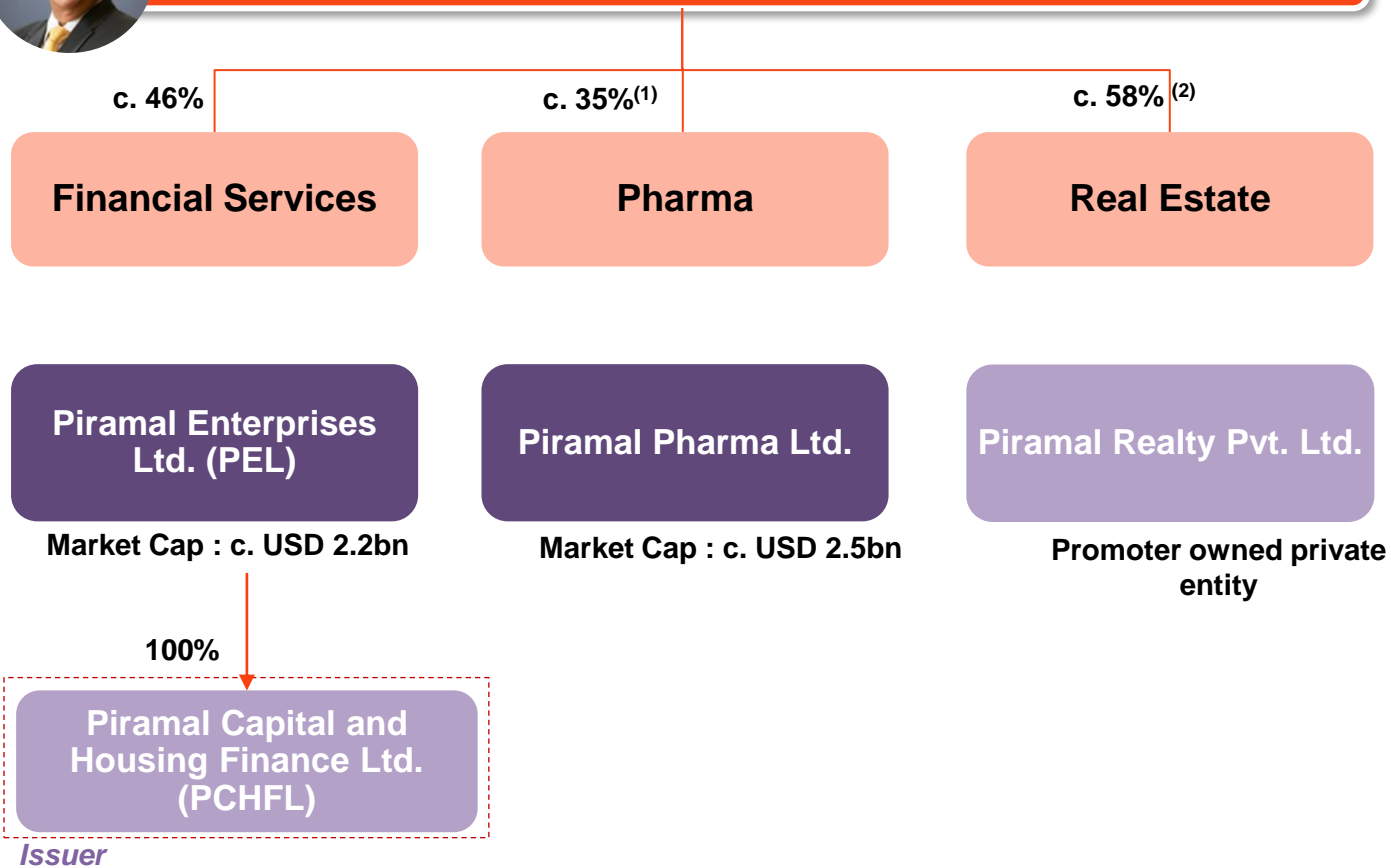 c. 46%
c. 35%(1)
c. 58% (2)
Financial Services
Pharma
Real Estate
Piramal Enterprises
Ltd. (PEL)
Piramal Pharma Ltd.
Piramal Realty Pvt. Ltd.
Market Cap : c. USD 2.2bn
Market Cap : c. USD 2.5bn
Promoter owned private
entity
100%
Piramal Capital and
Housing Finance Ltd.
(PCHFL)
Issuer